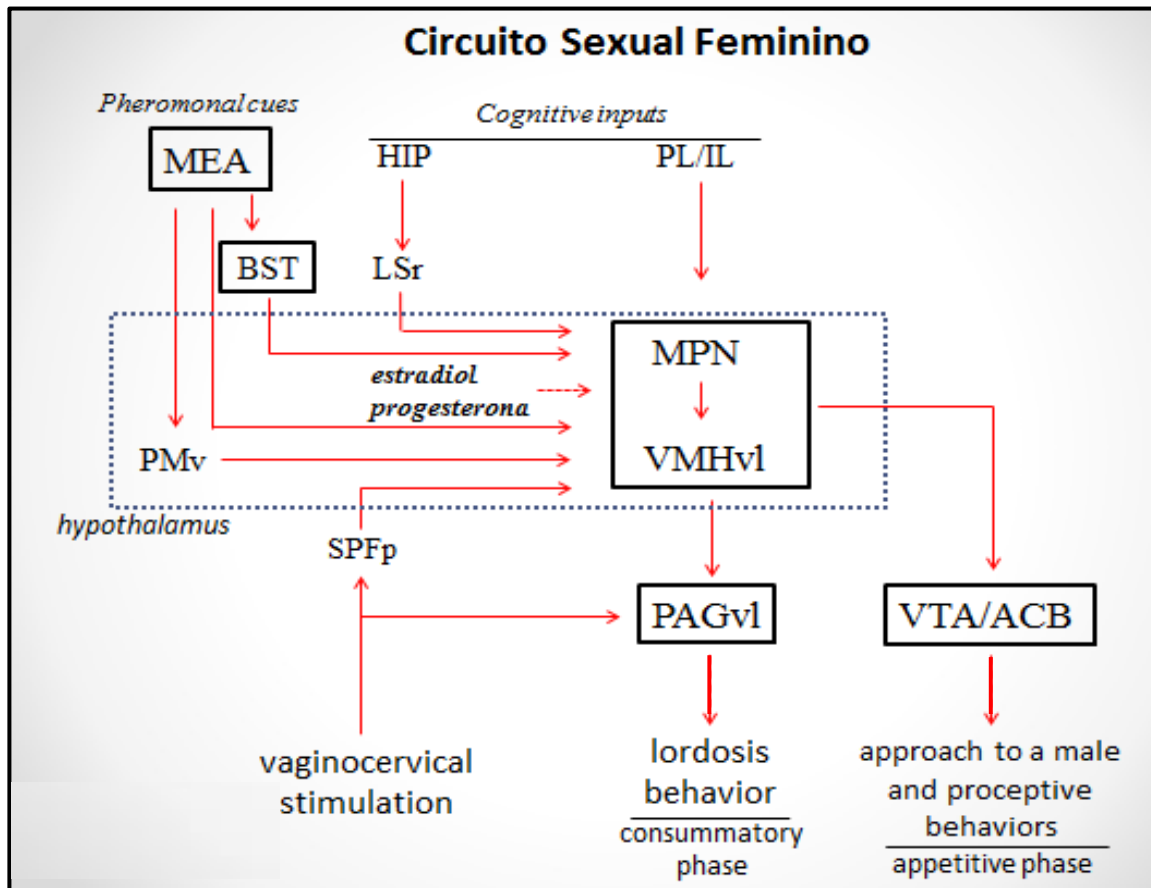 Circuito Sexual Feminino
Pheromonal cues
Cognitive inputs
MEA
HIP
PL/IL
BST
LSr
MPN
estradiol
progesterona
PMv
VMHvl
hypothalamus
SPFp
PAGvl
VTA/ACB
vaginocervical
stimulation
lordosis
behavior
consummatory
phase
approach to a male
and proceptive
behaviors
appetitive phase